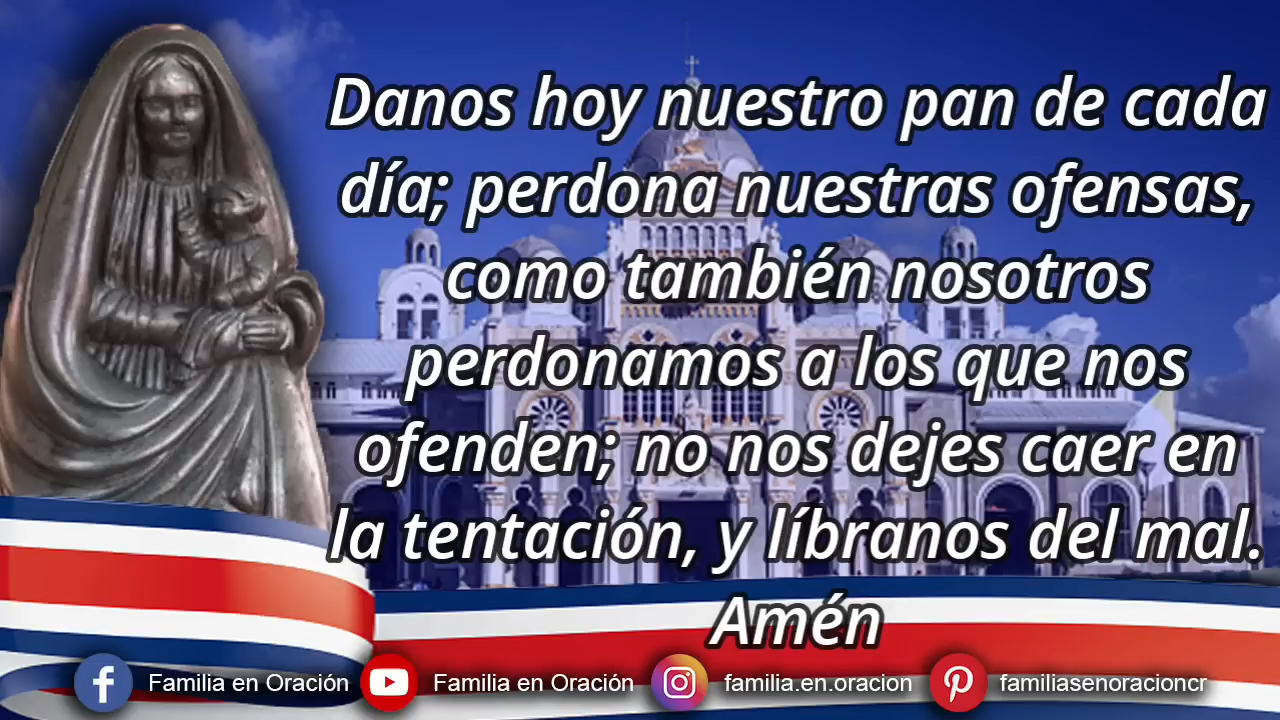 Danos hoy nuestro pan de cada
día; perdona nuestras ofensas,
como también nosotros
perdonamos a los que nos
ofenden; no nos dejes caer en
la tentación, y líbranos del mal.
Amén
Familia en Oración Familia en Oración familia.en.oracion familiasenoracioncr